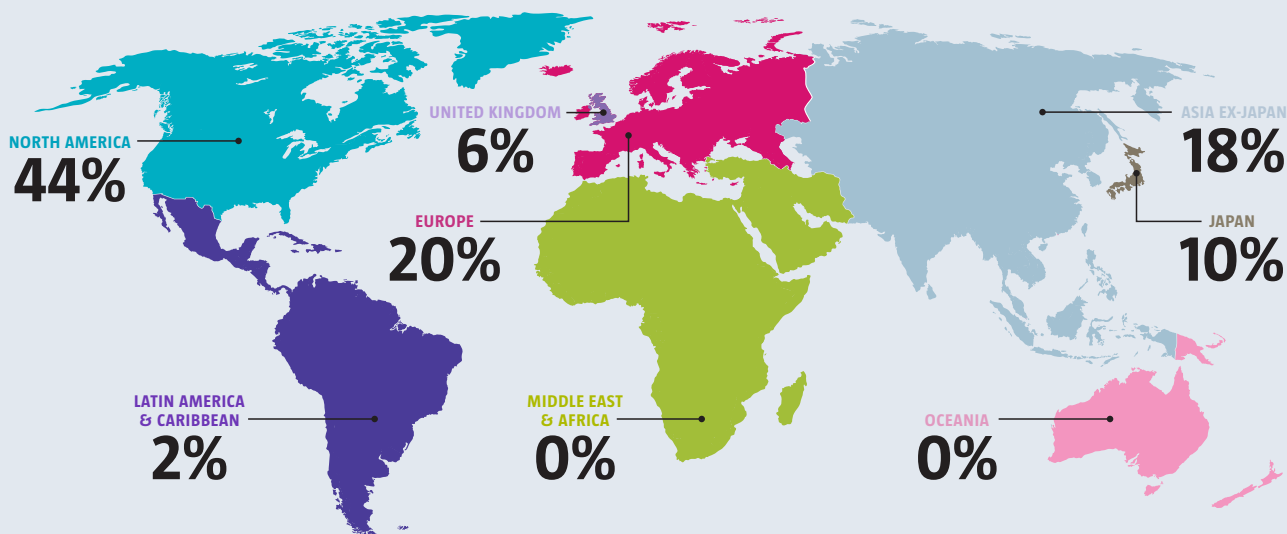 NORTH AMERICA
44%
UNITED KINGDOM
6%
EUROPE
20%
ASIA EX-JAPAN
18%
JAPAN
10%
LATIN AMERICA
& CARIBBEAN
2%
MIDDLE EAST
& AFRICA
0%
OCEANIA
0%